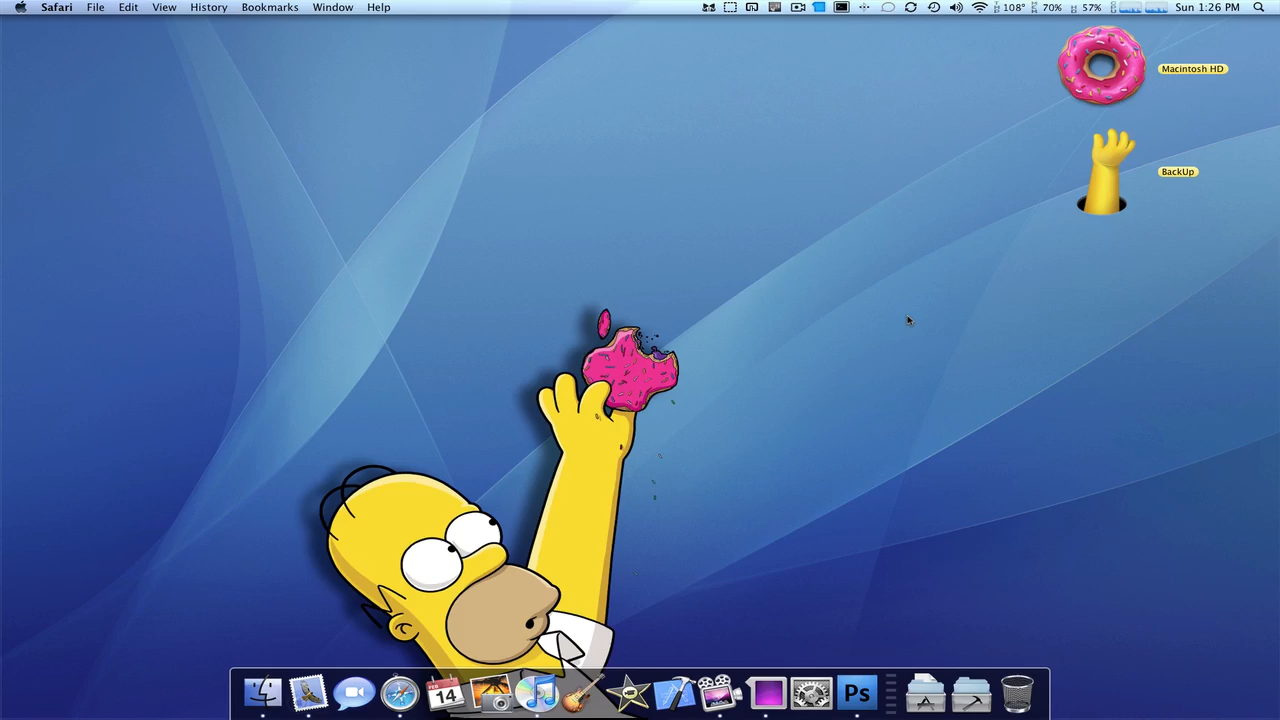 Safari File Edit View History Bookmarks Window Help 108° 70% 57% Sun 1:26 PM
Macintosh HD
BackUp
FEB
14
Ps